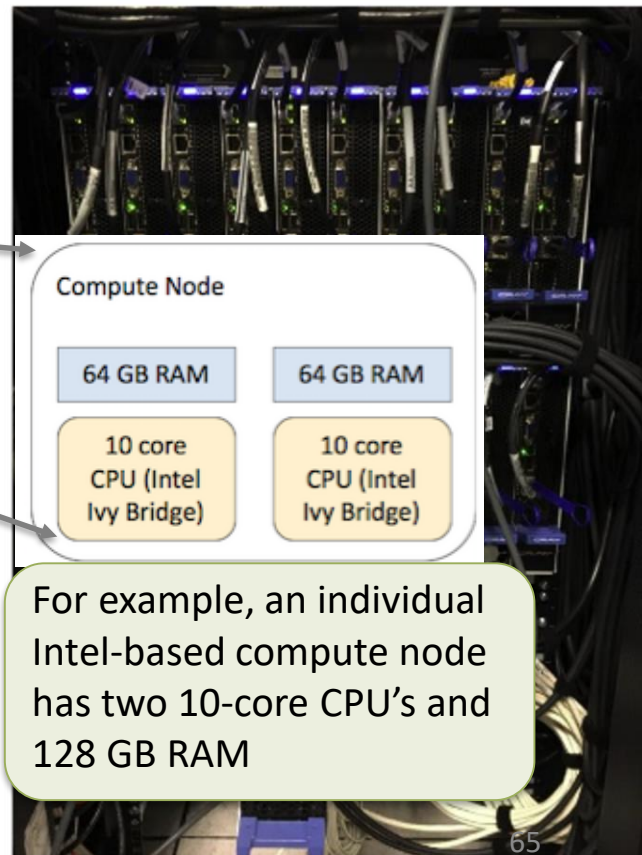 Compute Node
64 GB RAM
64 GB RAM
10 core
CPU (Intel
Ivy Bridge)
10 core
CPU (Intel
Ivy Bridge)
For example, an individual
Intel-based compute node
has two 10-core CPU’s and
128 GB RAM
65